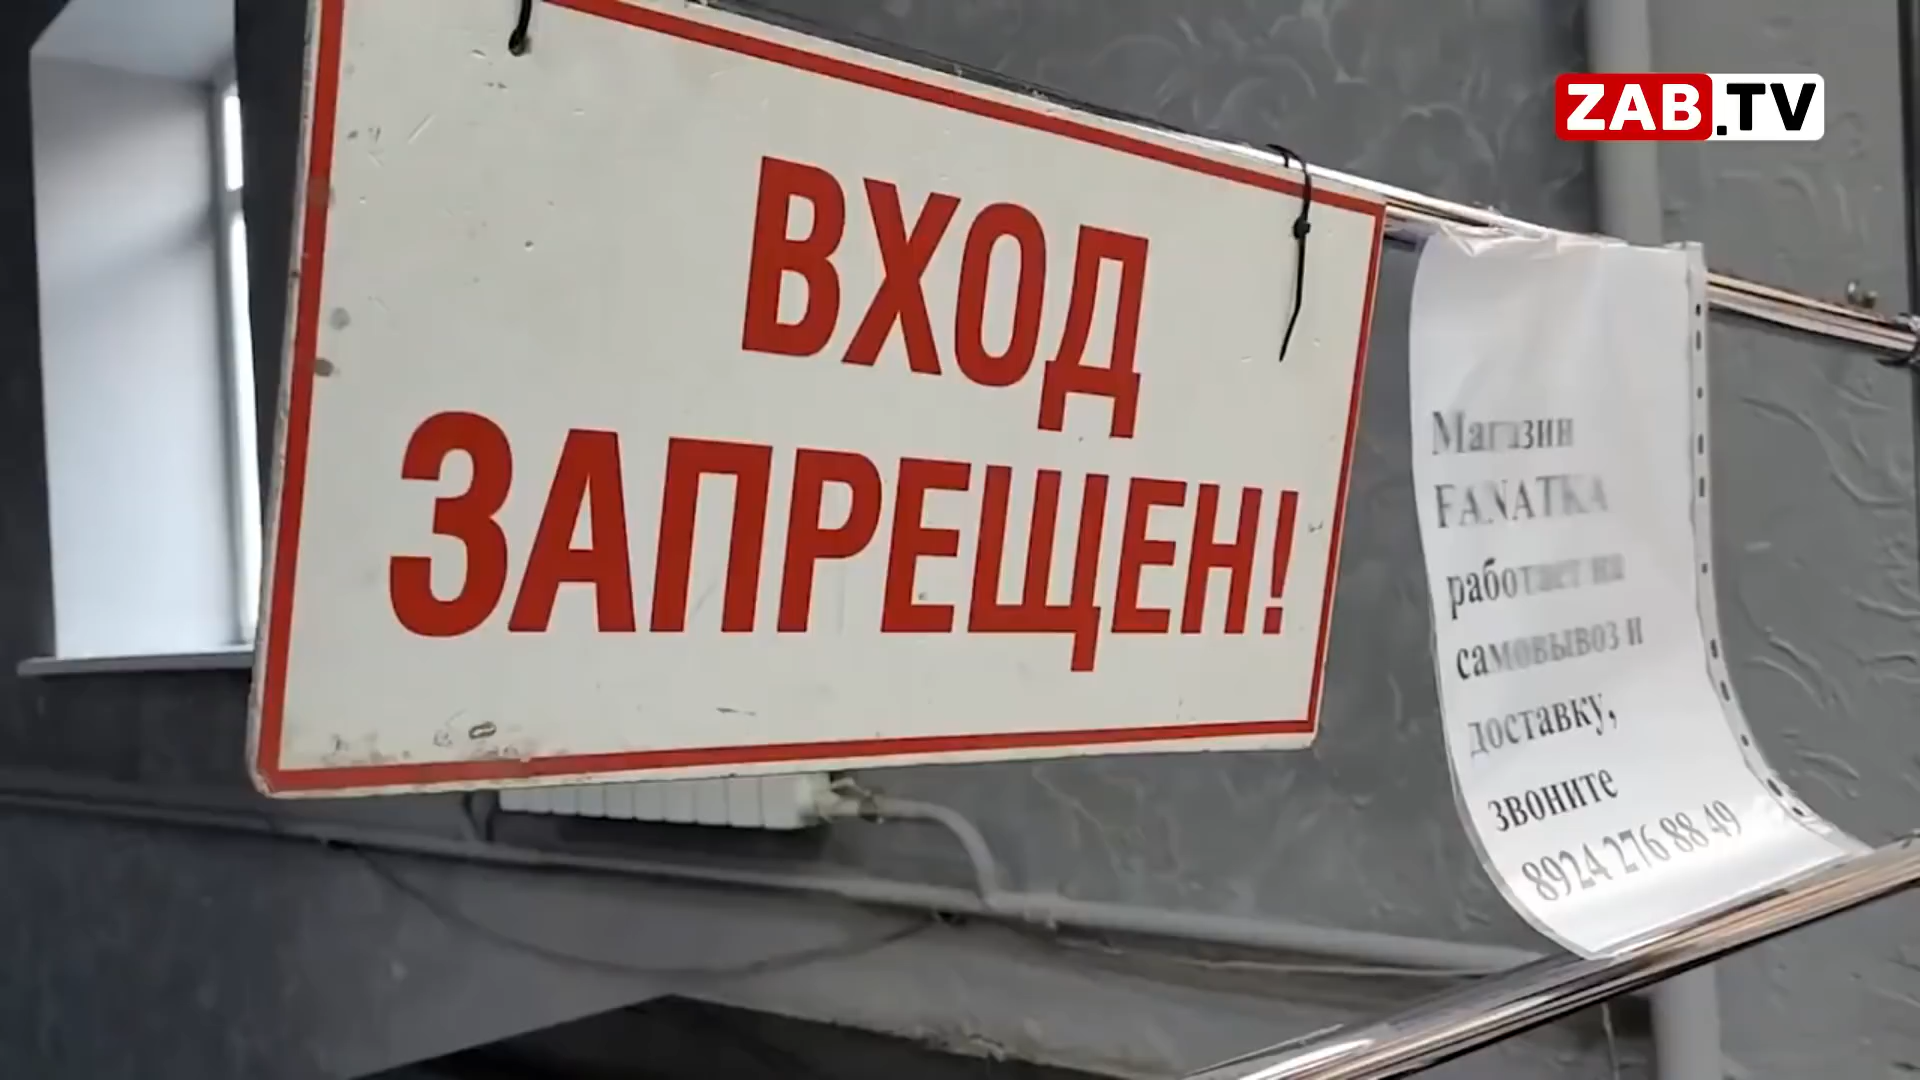 ZAB.TV
ВХОД
ЗАПРЕЩЕН!
Магазин
FANATKA
работает на
самовывоз и
доставку,
звоните
8924 276 88 49